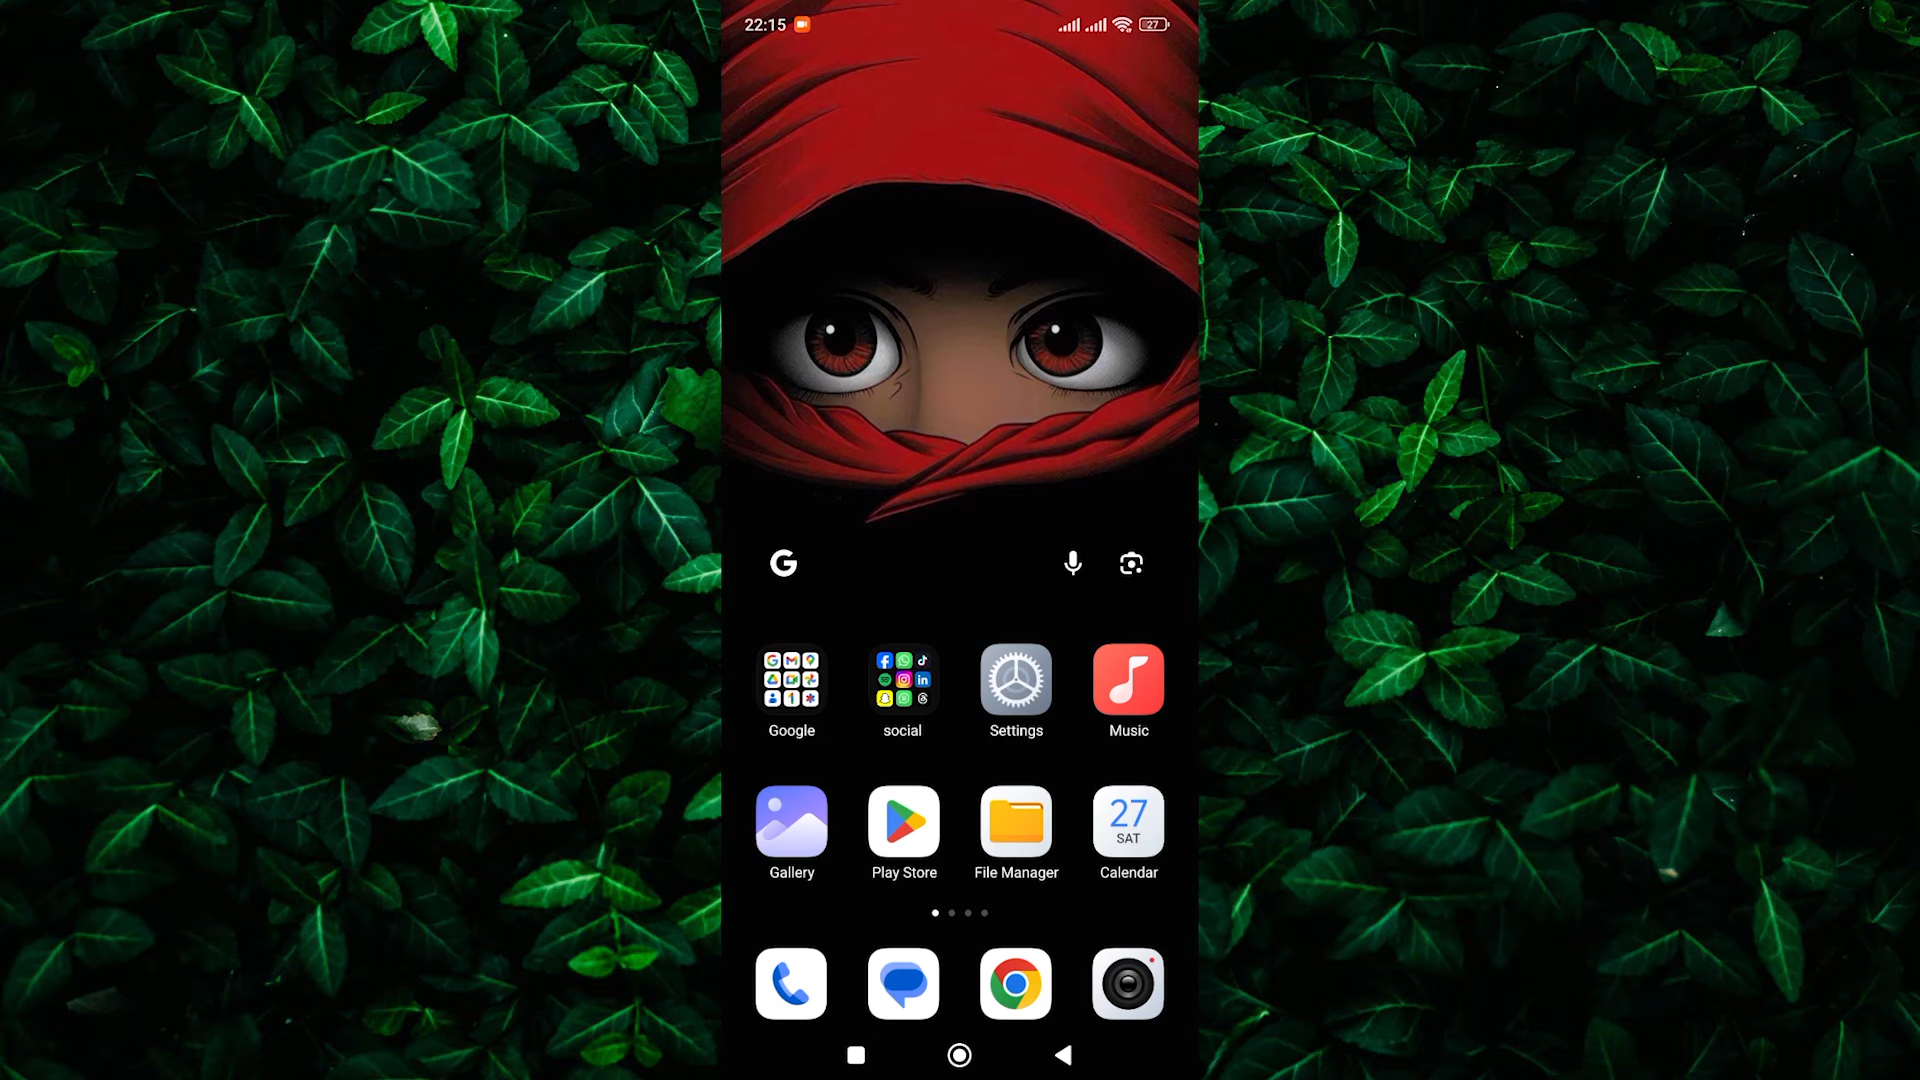 22:15
27
Google
social
Settings
Music
27
SAT
Gallery
Play Store
File Manager
Calendar